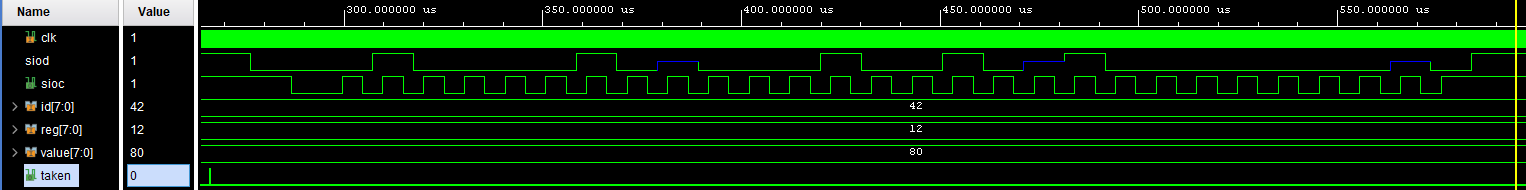 Name Value 300.000000 us 350.000000 us 400.000000 us 450.000000 us 500.000000 us 550.000000 us
clk 1
siod 1
sioc 1
id[7:0] 42 42
reg[7:0] 12 12
value[7:0] 80 80
taken 0